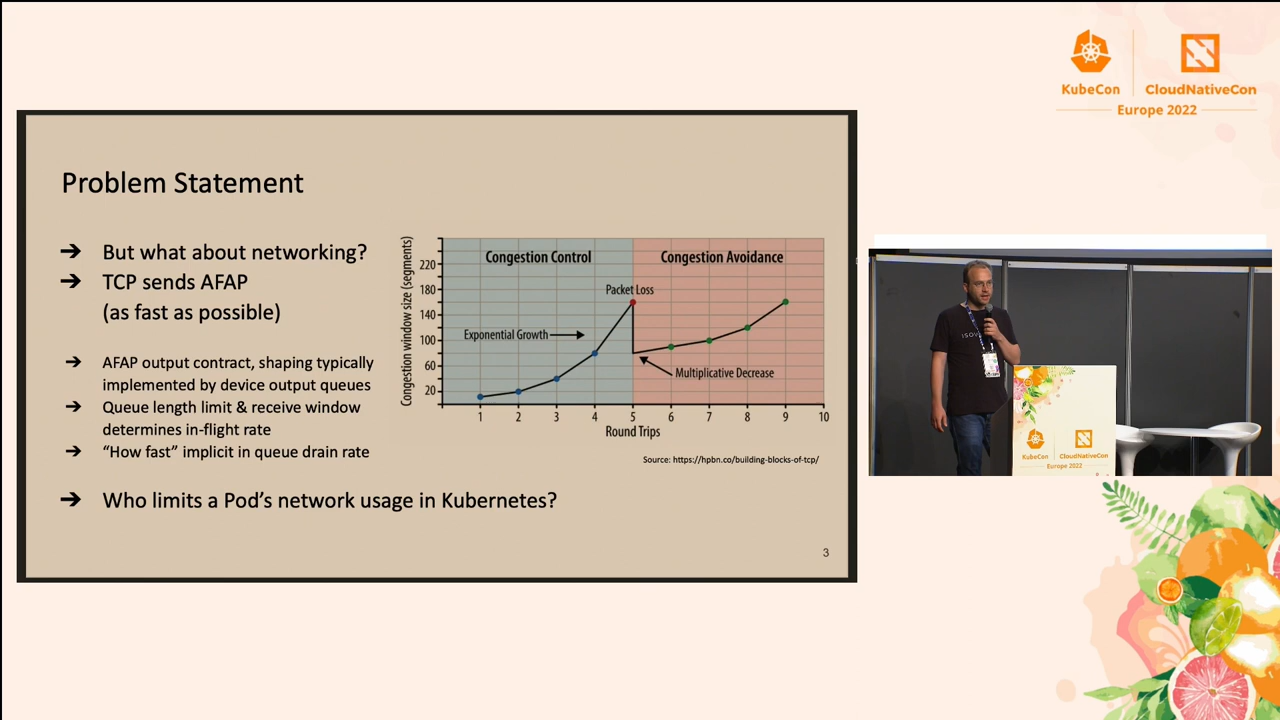 KubeCon
CloudNativeCon
Europe 2022
Problem Statement
➔ But what about networking?
➔ TCP sends AFAP
(as fast as possible)
➔ AFAP output contract, shaping typically
implemented by device output queues
➔ Queue length limit & receive window
determines in-flight rate
➔ “How fast” implicit in queue drain rate
➔ Who limits a Pod’s network usage in Kubernetes?
Congestion window size (segments)
220
180
140
100
60
20
Congestion Control
Congestion Avoidance
Packet Loss
Exponential Growth
Multiplicative Decrease
1 2 3 4 5 6 7 8 9 10
Round Trips
Source: https://hpbn.co/building-blocks-of-tcp/
3
KubeCon
CloudNativeCon
Europe 2022